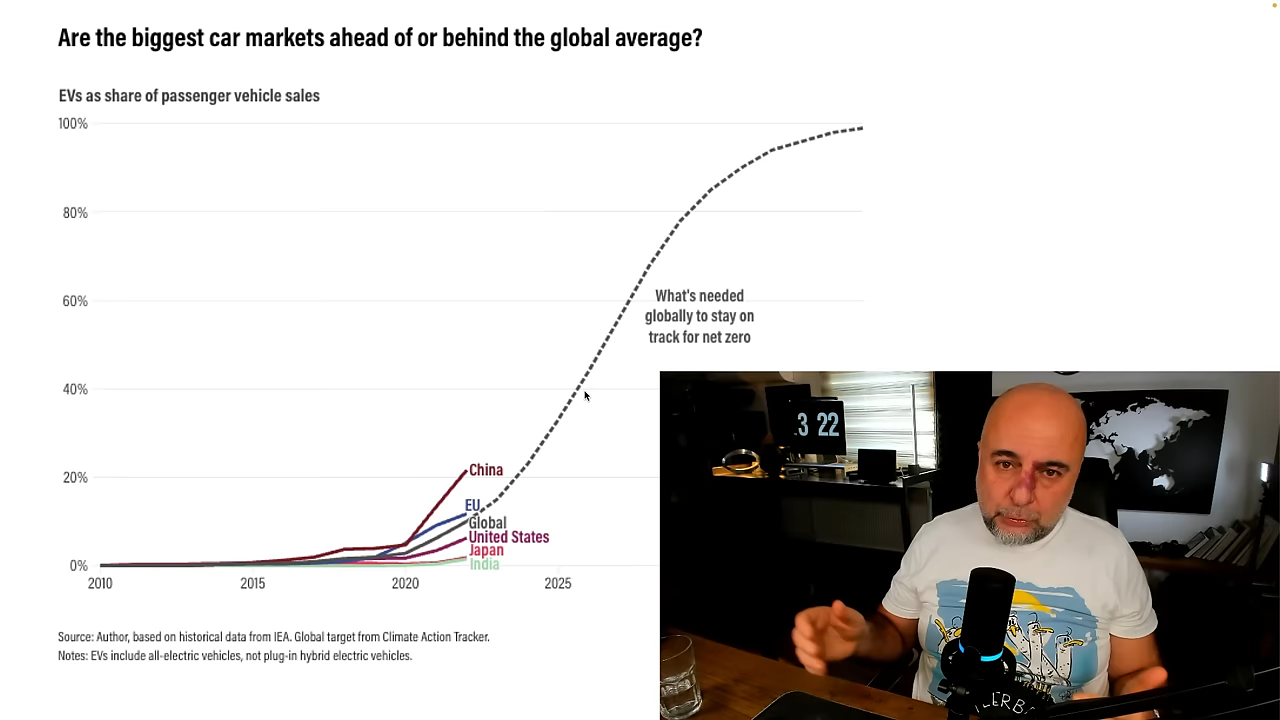 Are the biggest car markets ahead of or behind the global average?
EVs as share of passenger vehicle sales
100%
80%
60%
40%
20%
0%
What's needed
globally to stay on
track for net zero
China
EU
Global
United States
Japan
India
2010
2015
2020
2025
3 22
Source: Author, based on historical data from IEA. Global target from Climate Action Tracker.
Notes: EVs include all-electric vehicles, not plug-in hybrid electric vehicles.